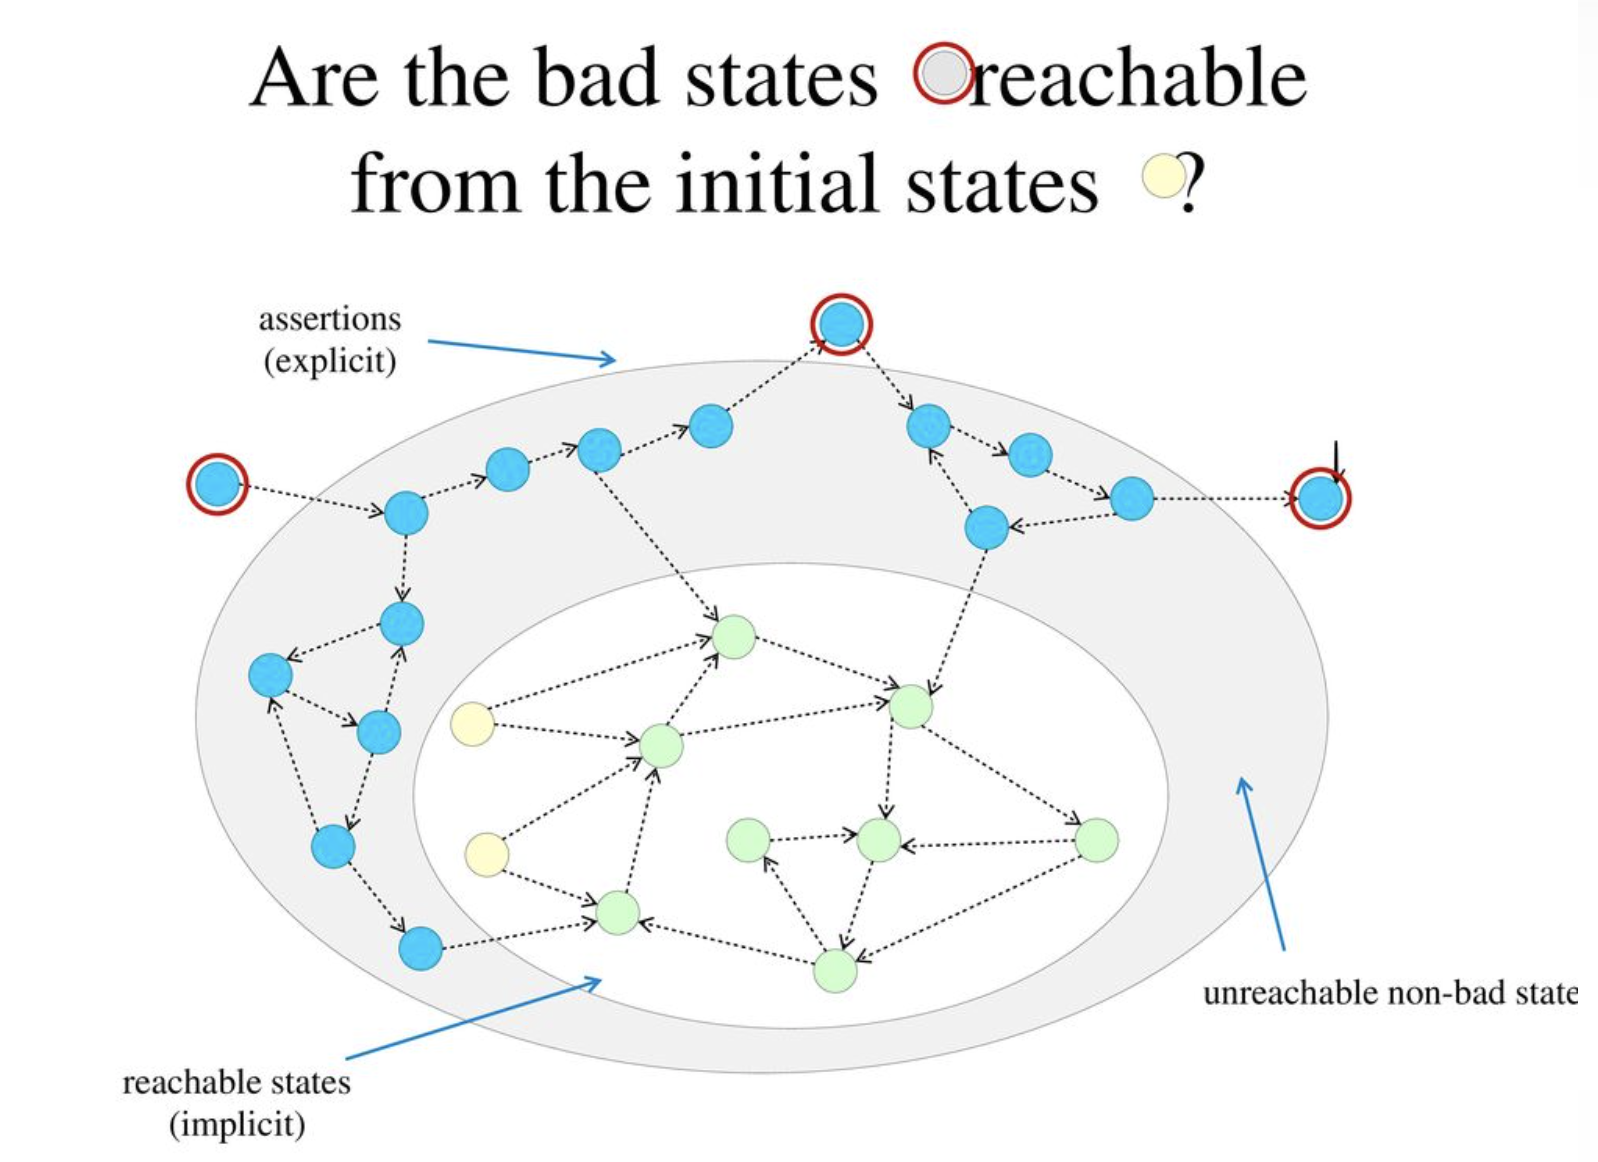 Are the bad states reachable
from the initial states ?
assertions
(explicit)
unreachable non-bad state
reachable states
(implicit)